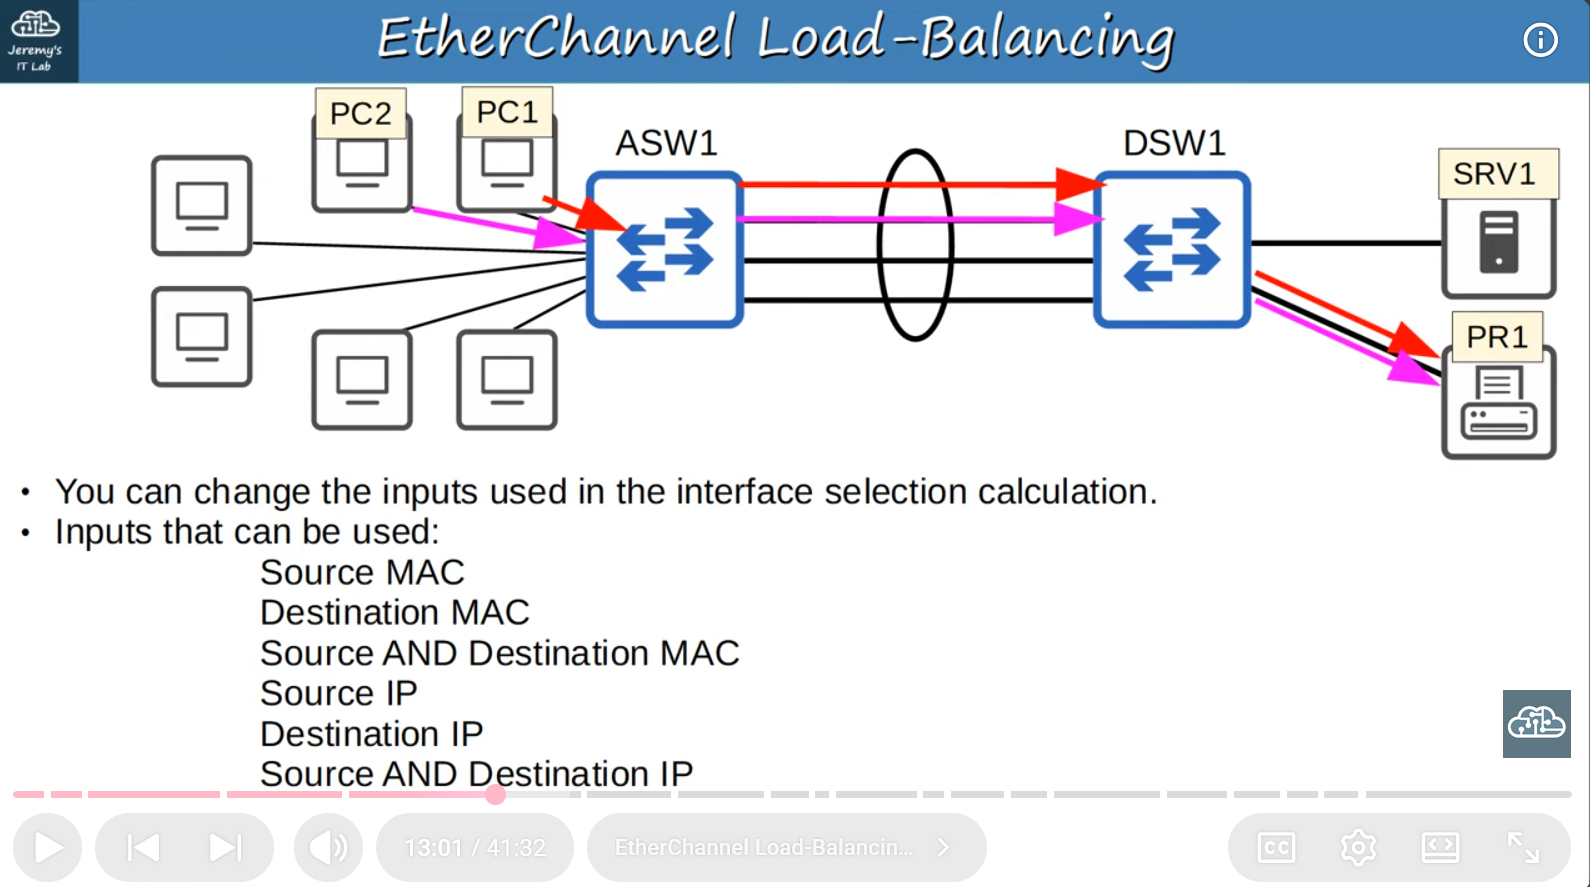 Jeremy's
IT Lab
EtherChannel Load-Balancing
PC2
PC1
ASW1
DSW1
SRV1
PR1
• You can change the inputs used in the interface selection calculation.
• Inputs that can be used:
Source MAC
Destination MAC
Source AND Destination MAC
Source IP
Destination IP
Source AND Destination IP
13:01 / 41:32
EtherChannel Load-Balancin...
CC